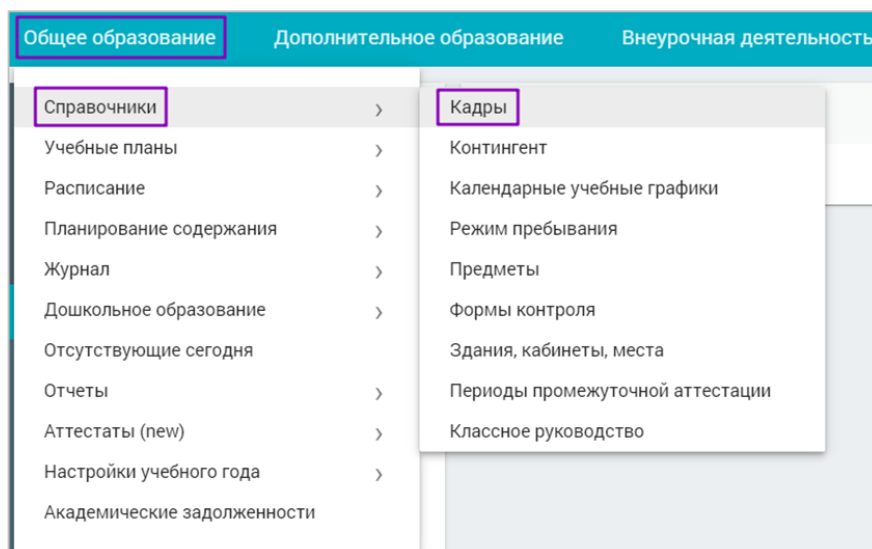 Общее образование
Дополнительное образование
Внеурочная деятельность
Справочники
Учебные планы
Расписание
Планирование содержания
Журнал
Дошкольное образование
Отсутствующие сегодня
Отчеты
Аттестаты (new)
Настройки учебного года
Академические задолженности
Кадры
Контингент
Календарные учебные графики
Режим пребывания
Предметы
Формы контроля
Здания, кабинеты, места
Периоды промежуточной аттестации
Классное руководство